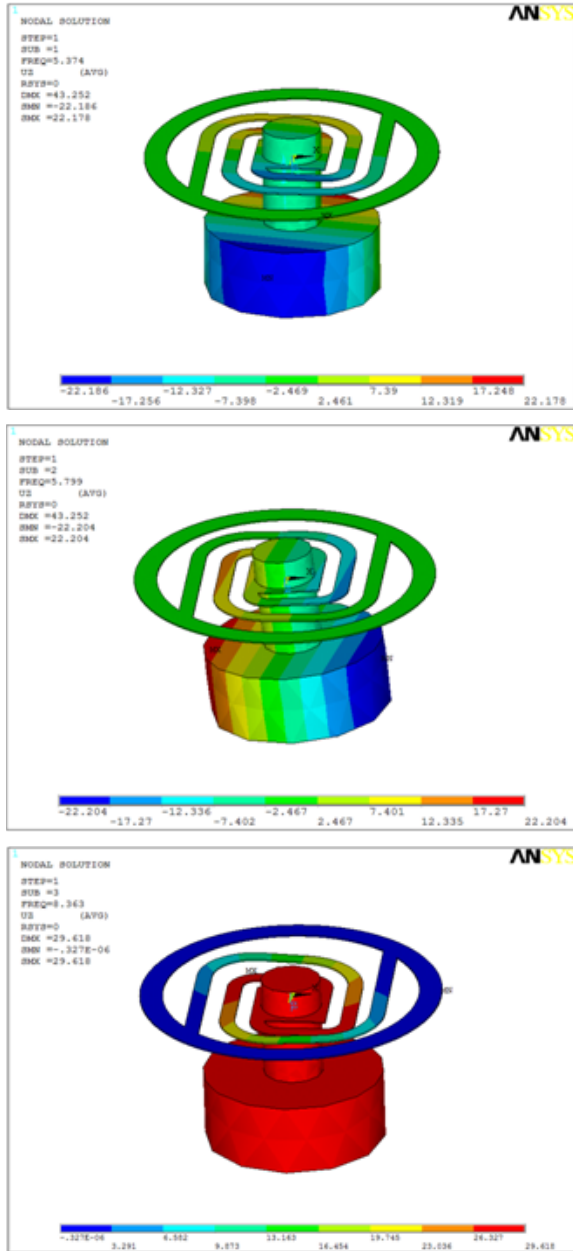 1
ANSYS
NODAL SOLUTION
STEP=1
SUB =1
FREQ=5.374
UZ (AVG)
RSYS=0
DMX =43.252
SMN =-22.186
SMX =22.178
X
-22.186 -12.327 -2.469 7.39 17.248
-17.256 -7.398 2.461 12.319 22.178
1
ANSYS
NODAL SOLUTION
STEP=1
SUB =2
FREQ=5.799
UZ (AVG)
RSYS=0
DMX =43.252
SMN =-22.204
SMX =22.204
MX
-22.204 -12.336 -2.467 7.401 17.27
-17.27 -7.402 2.467 12.335 22.204
1
ANSYS
NODAL SOLUTION
STEP=1
SUB =3
FREQ=8.363
UZ (AVG)
RSYS=0
DMX =29.618
SMN =-.327E-06
SMX =29.618
MX
MN
-.327E-06 6.582 13.163 19.745 26.327
3.291 9.873 16.454 23.036 29.618